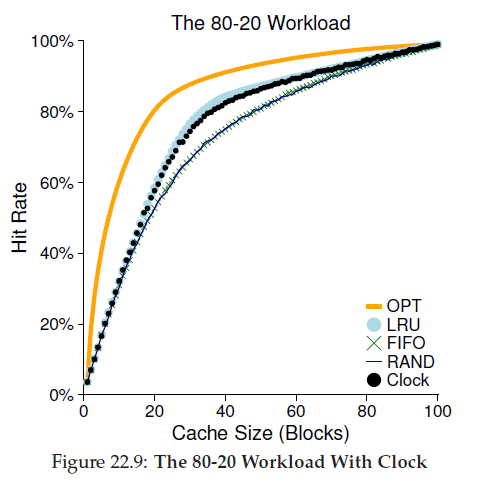 The 80-20 Workload
100%
80%
60%
40%
20%
0%
Hit Rate
OPT
LRU
FIFO
RAND
Clock
0 20 40 60 80 100
Cache Size (Blocks)
Figure 22.9: The 80-20 Workload With Clock